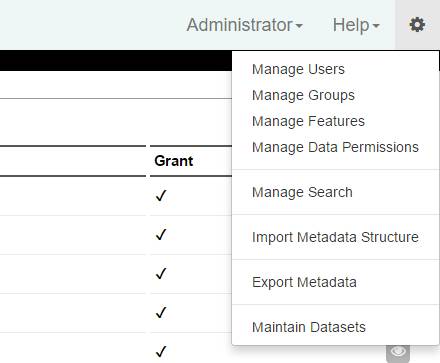 Administrator Help
Manage Users
Manage Groups
Manage Features
Manage Data Permissions
Grant
Manage Search
Import Metadata Structure
Export Metadata
Maintain Datasets